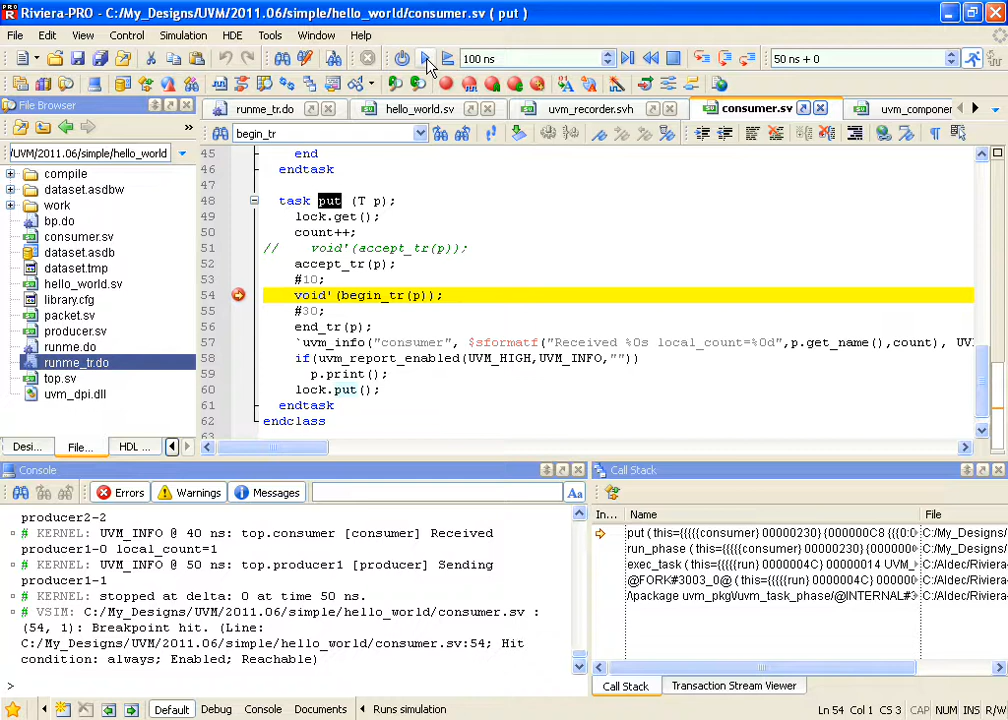 Riviera-PRO - C:/My_Designs/UVM/2011.06/simple/hello_world/consumer.sv ( put )
File Edit View Control Simulation HDE Tools Window Help
100 ns 50 ns + 0
File Browser runme_tr.do hello_world.sv uvm_recorder.svh consumer.sv uvm_componer
» begin_tr
/UVM/2011.06/simple/hello_world
compile
dataset.asdbw
work
bp.do
consumer.sv
dataset.asdb
dataset.tmp
hello_world.sv
library.cfg
packet.sv
producer.sv
runme.do
runme_tr.do
top.sv
uvm_dpi.dll
Desi... File... HDL ...
45 end
46 endtask
47
48 task put (T p);
49 lock.get();
50 count++;
51 // void'(accept_tr(p));
52 accept_tr(p);
53 #10;
54 void'(begin_tr(p));
55 #30;
56 end_tr(p);
57 `uvm_info("consumer", $sformatf("Received %0s local_count=%0d",p.get_name(),count), UV
58 if(uvm_report_enabled(UVM_HIGH,UVM_INFO,""))
59 p.print();
60 lock.put();
61 endtask
62 endclass
63
Console
Errors Warnings Messages Aa
producer2-2
# KERNEL: UVM_INFO @ 40 ns: top.consumer [consumer] Received
producer1-0 local_count=1
# KERNEL: UVM_INFO @ 50 ns: top.producer1 [producer1] Sending
producer1-1
# KERNEL: stopped at delta: 0 at time 50 ns.
# VSIM: C:/My_Designs/UVM/2011.06/simple/hello_world/consumer.sv :
(54, 1): Breakpoint hit. (Line:
C:/My_Designs/UVM/2011.06/simple/hello_world/consumer.sv:54; Hit
condition: always; Enabled; Reachable)
>
Call Stack
In... Name File
put ( this={{{{{consumer} 00000230} {000000C8 {{{0:0 C:/My_Des
run_phase ( this={{{{{consumer} 00000230} {000000 C:/My_Des
exec_task ( this={{{{{run} 0000004C} 00000014 UVM_ C:/Aldec/Riviera-
@FORK#3003_0@ ( this={{{{{run} 0000004C} 0000 C:/Aldec/Riviera-
/\package uvm_pkg\/uvm_task_phase/@INTERNAL#3 C:/Aldec/Riviera-
Call Stack Transaction Stream Viewer
Default Debug Console Documents Runs simulation Ln 54 Col 1 CS 3 CAP NUM INS R/W